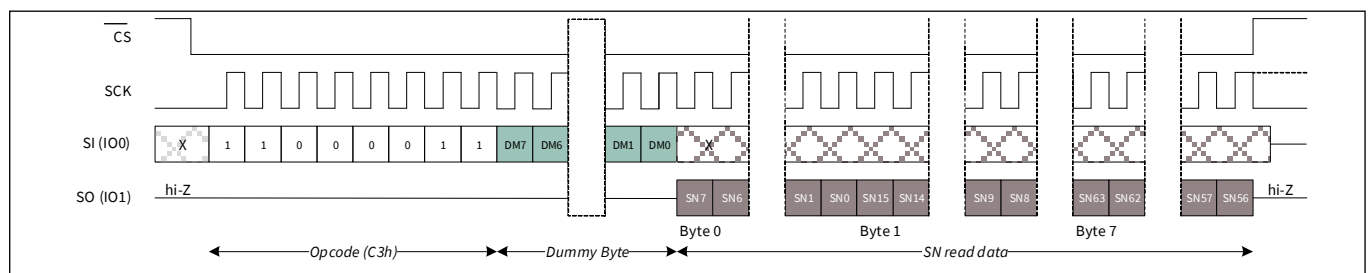 CS
SCK
SI (IO0) X 1 1 0 0 0 0 1 1 DM7 DM6 DM1 DM0 X
SO (IO1) hi-Z SN7 SN6 SN1 SN0 SN15 SN14 SN9 SN8 SN63 SN62 SN57 SN56 hi-Z
Byte 0 Byte 1 Byte 7
Opcode (C3h) Dummy Byte SN read data